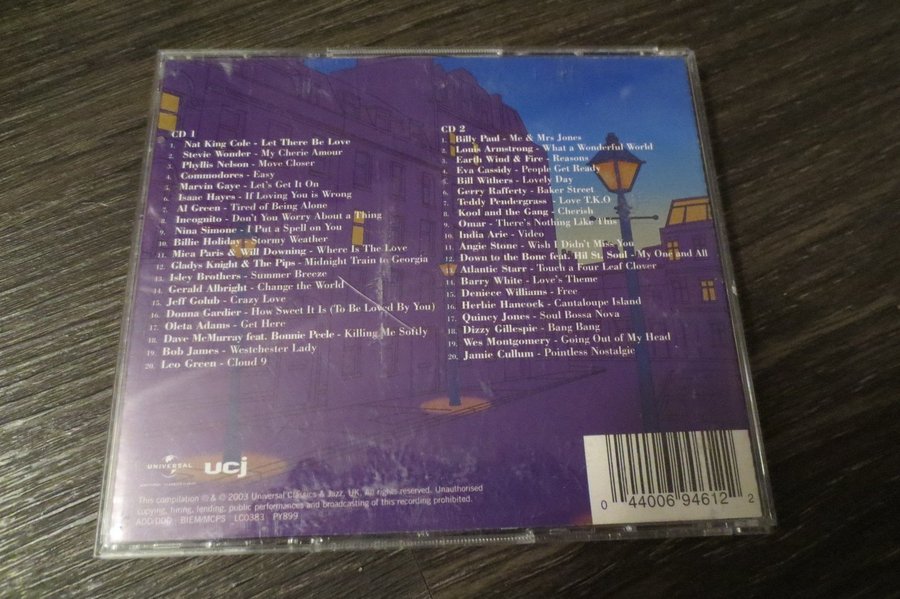 CD 1
1. Nat King Cole - Let There Be Love
2. Stevie Wonder - My Cherie Amour
3. Phyllis Nelson - Move Closer
4. Commodores - Easy
5. Marvin Gaye - Let's Get It On
6. Isaac Hayes - If Loving You is Wrong
7. Al Green - Tired of Being Alone
8. Incognito - Don't You Worry About a Thing
9. Nina Simone - I Put a Spell on You
10. Billie Holiday - Stormy Weather
11. Mica Paris & Will Downing - Where Is The Love
12. Gladys Knight & The Pips - Midnight Train to Georgia
13. Isley Brothers - Summer Breeze
14. Gerald Albright - Change the World
15. Jeff Golub - Crazy Love
16. Donna Gardier - How Sweet It Is (To Be Loved By You)
17. Oleta Adams - Get Here
18. Dave McMurray feat. Bonnie Peele - Killing Me Softly
19. Bob James - Westchester Lady
20. Leo Green - Cloud 9
CD 2
1. Billy Paul - Me & Mrs Jones
2. Louis Armstrong - What a Wonderful World
3. Earth Wind & Fire - Reasons
4. Eva Cassidy - People Get Ready
5. Bill Withers - Lovely Day
6. Gerry Rafferty - Baker Street
7. Teddy Pendergrass - Love T.K.O
8. Kool and the Gang - Cherish
9. Omar - There's Nothing Like This
10. India Arie - Video
11. Angie Stone - Wish I Didn't Miss You
12. Down to the Bone feat. Hil St. Soul - My One and All
13. Atlantic Starr - Touch a Four Leaf Clover
14. Barry White - Love's Theme
15. Deniece Williams - Free
16. Herbie Hancock - Cantaloupe Island
17. Quincy Jones - Soul Bossa Nova
18. Dizzy Gillespie - Bang Bang
19. Wes Montgomery - Going Out of My Head
20. Jamie Cullum - Pointless Nostalgic
UNIVERSAL
ucj
This compilation ℗ & © 2003 Universal Classics & Jazz, UK. All rights reserved. Unauthorised
copying, hiring, lending, public performances and broadcasting of this recording prohibited.
ADD/DDD BIEM/MCPS LC0383 PY899
0 44006 94612 2